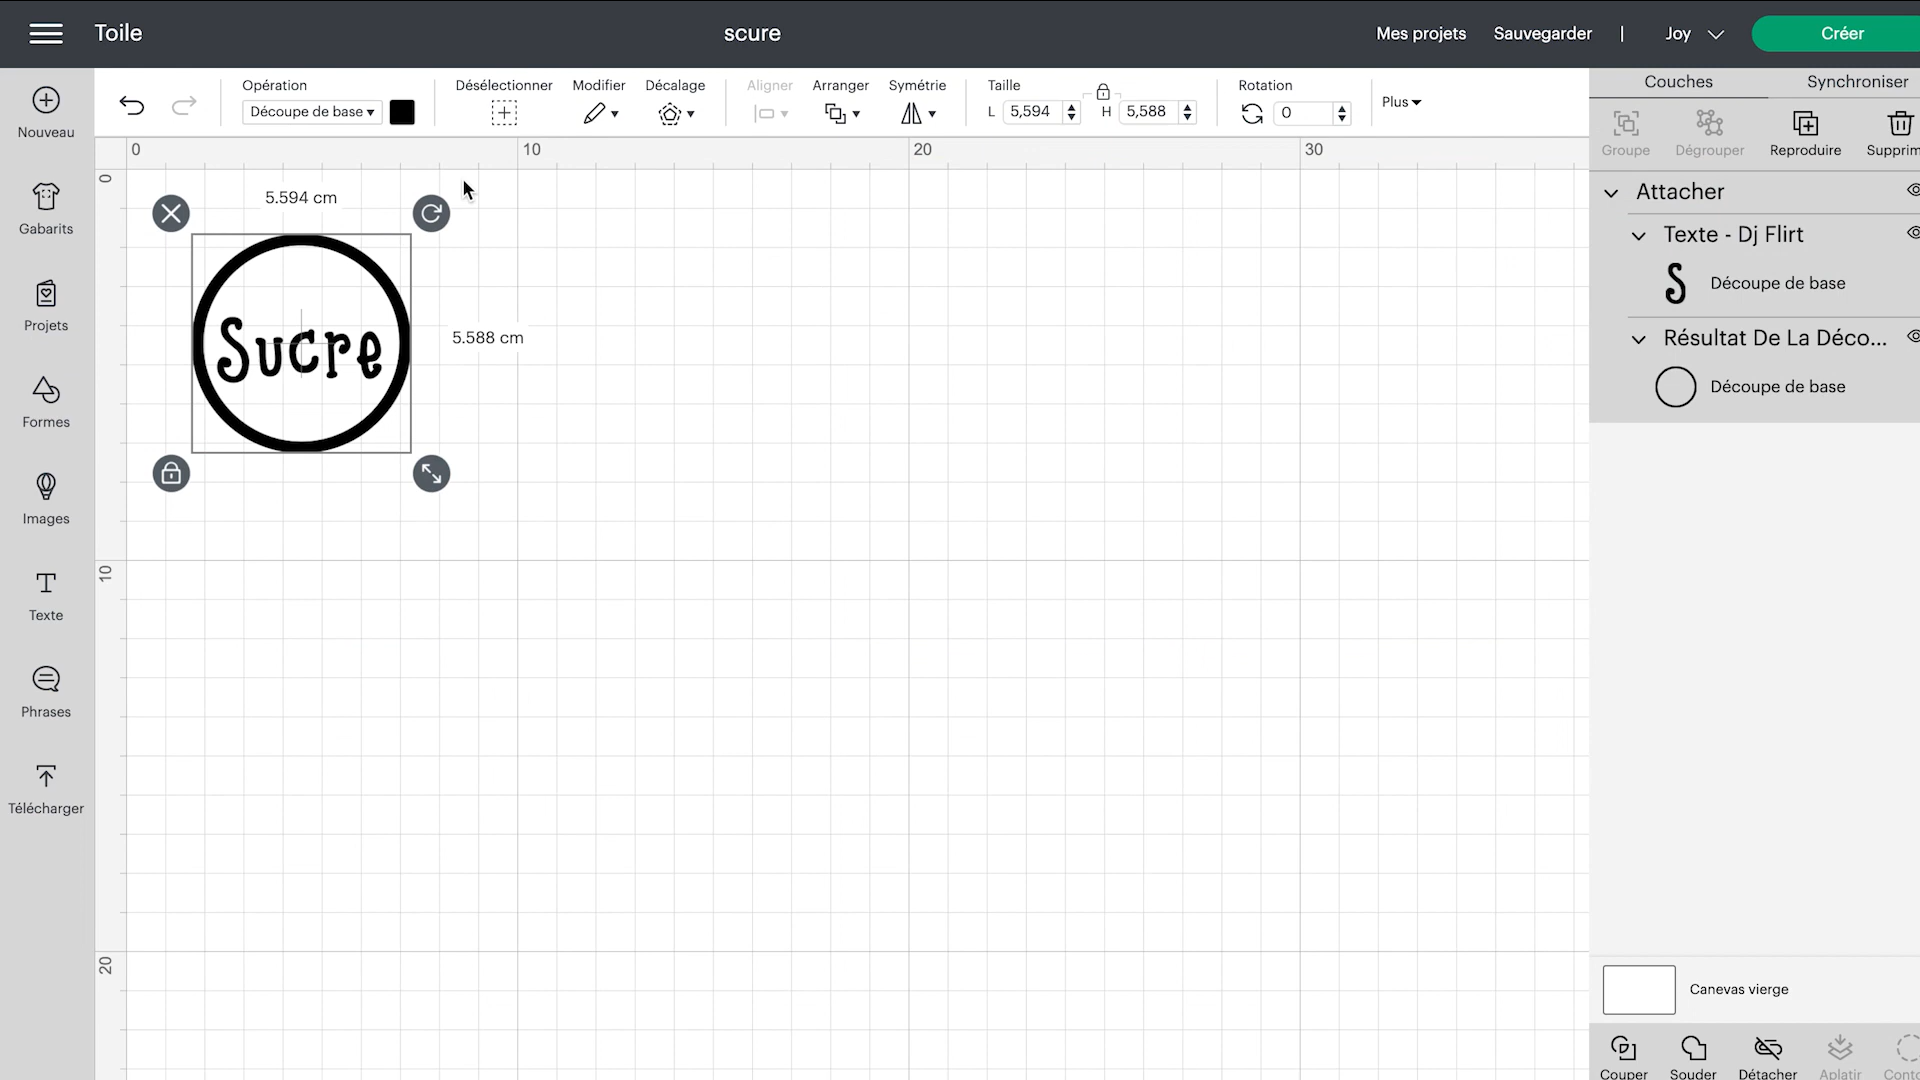 Toile
scure
Mes projets
Sauvegarder
|
Joy
Créer
Opération
Découpe de base
Désélectionner
Modifier
Décalage
Aligner
Arranger
Symétrie
Taille
L 5,594
H 5,588
Rotation
0
Plus
Couches
Synchroniser
Nouveau
Gabarits
Projets
Formes
Images
Texte
Phrases
Télécharger
0
10
20
30
0
10
20
5.594 cm
5.588 cm
Sucre
Groupe
Dégrouper
Reproduire
Supprim
Attacher
Texte - Dj Flirt
S
Découpe de base
Résultat De La Déco...
Découpe de base
Canevas vierge
Couper
Souder
Détacher
Aplatir
Conto